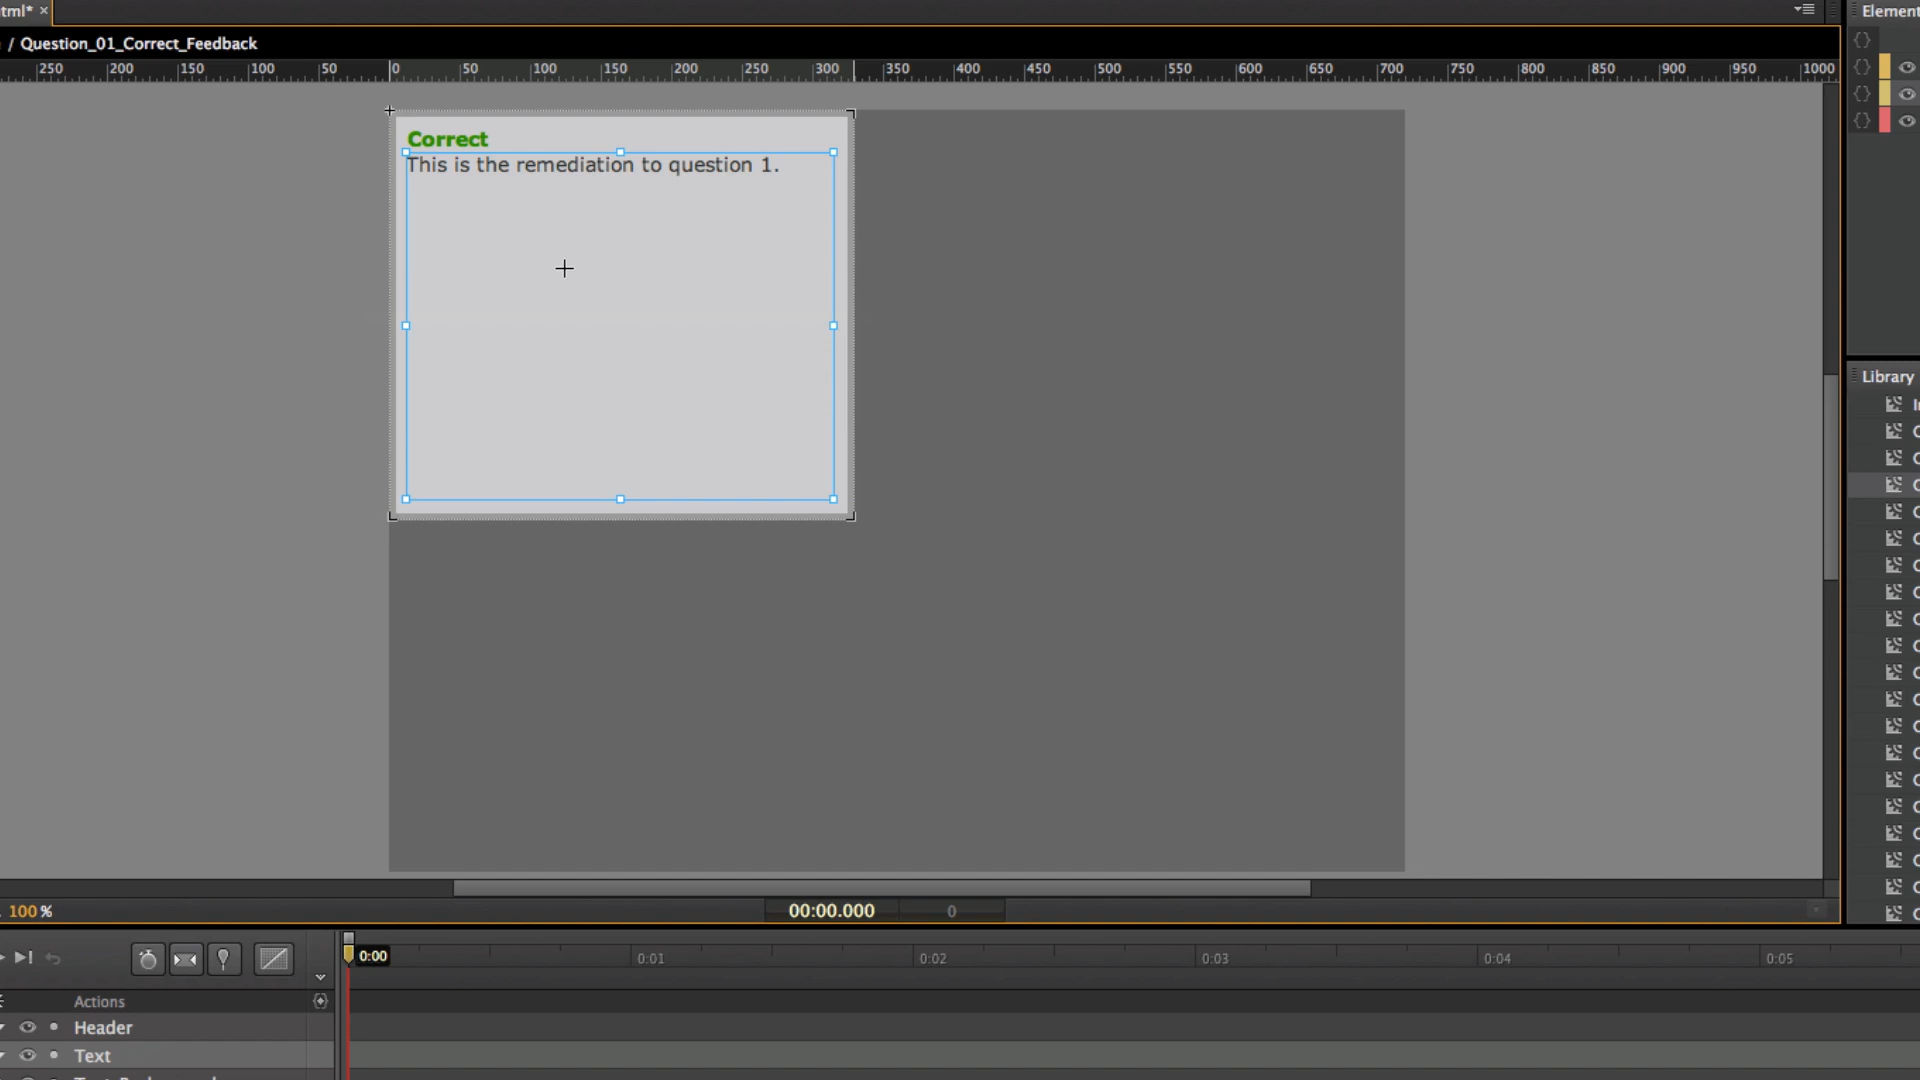 tml* ×
Element
/ Question_01_Correct_Feedback
250 200 150 100 50 0 50 100 150 200 250 300 350 400 450 500 550 600 650 700 750 800 850 900 950 1000
Correct
This is the remediation to question 1.
Library
100 %
00:00.000
0
0:00
0:01
0:02
0:03
0:04
0:05
Actions
Header
Text